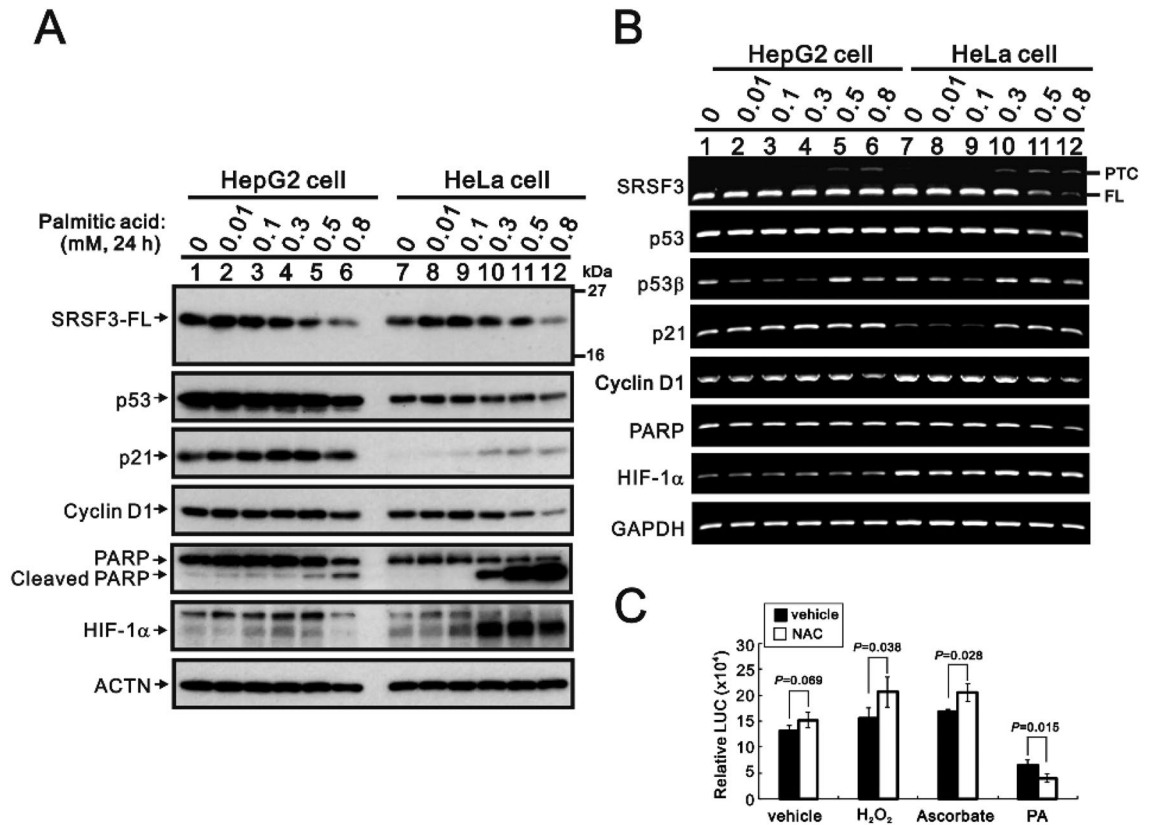 A
HepG2 cell HeLa cell
Palmitic acid:
(mM, 24 h)
0 0.01 0.1 0.3 0.5 0.8 0 0.01 0.1 0.3 0.5 0.8
1 2 3 4 5 6 7 8 9 10 11 12 kDa
27
SRSF3-FL
16
p53
p21
Cyclin D1
PARP
Cleaved PARP
HIF-1α
ACTN
B
HepG2 cell HeLa cell
0 0.01 0.1 0.3 0.5 0.8 0 0.01 0.1 0.3 0.5 0.8
1 2 3 4 5 6 7 8 9 10 11 12
PTC
SRSF3
FL
p53
p53β
p21
Cyclin D1
PARP
HIF-1α
GAPDH
C
vehicle
NAC
Relative LUC (x10⁴)
30
25
20
15
10
5
0
P=0.069
P=0.038
P=0.028
P=0.015
vehicle H₂O₂ Ascorbate PA